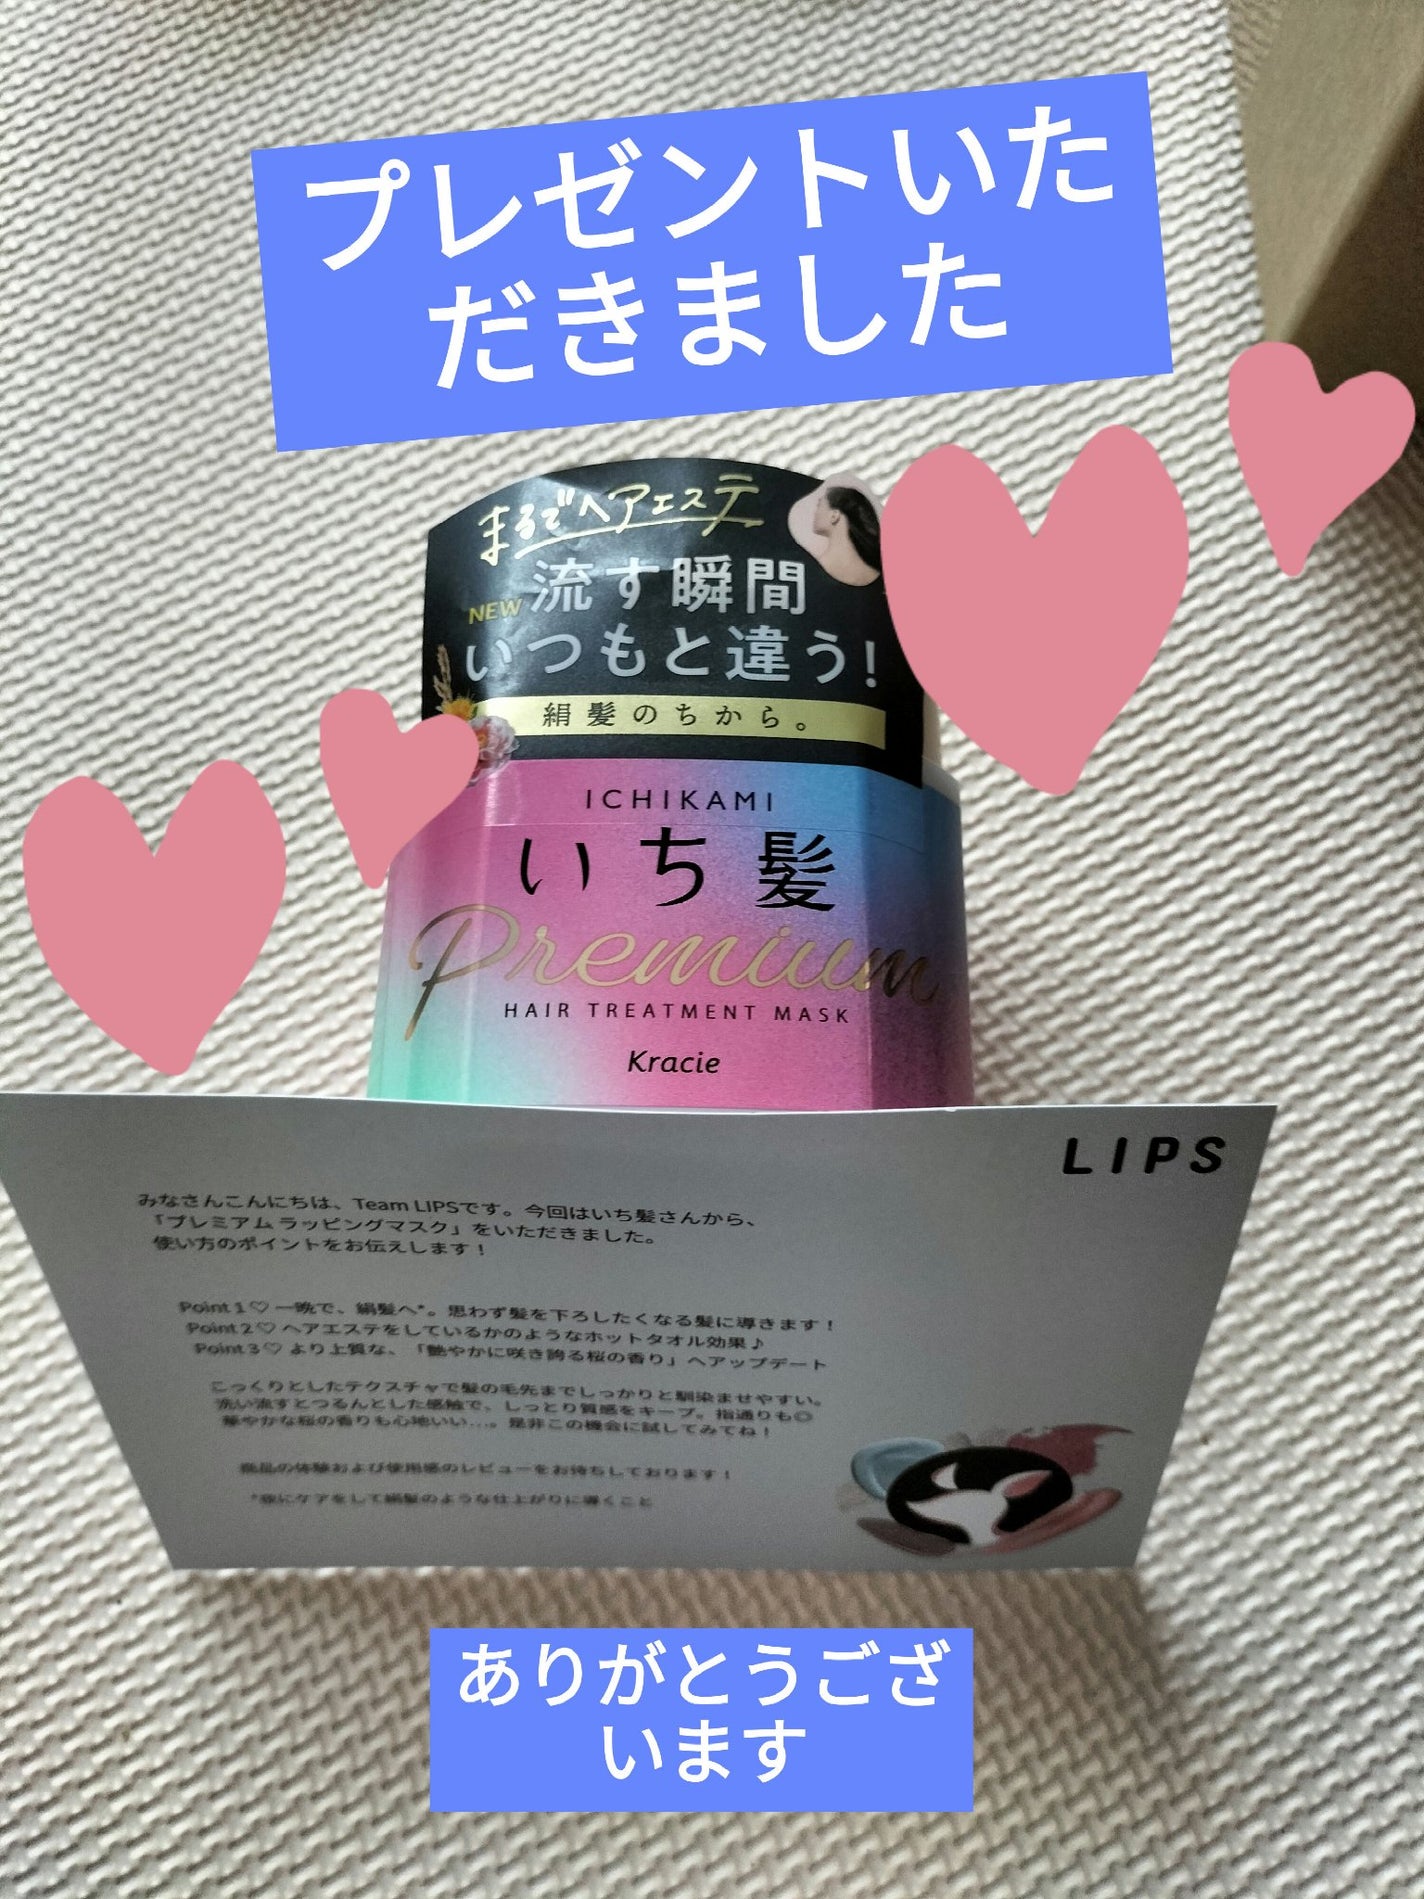 プレゼントいた
だきました
まるでヘアエステ
NEW 流す瞬間
いつもと違う!
絹髪のちから。
ICHIKAMI
いち髪
Premium
HAIR TREATMENT MASK
Kracie
LIPS
みなさんこんにちは、Team LIPSです。今回はいち髪さんから、
「プレミアム ラッピングマスク」をいただきました。
使い方のポイントをお伝えします！
Point 1♡ 一晩で、絹髪へ*。思わず髪を下ろしたくなる髪に導きます！
Point 2♡ ヘアエステをしているかのようなホットタオル効果♪
Point 3♡ より上質な、「艶やかに咲き誇る桜の香り」へアップデート
こっくりとしたテクスチャで髪の毛先までしっかりと馴染ませやすい。
洗い流すとつるんとした感触で、しっとり質感をキープ。指通りも◎
華やかな桜の香りも心地いい…。是非この機会に試してみてね！
商品の体験および使用感のレビューをお待ちしております！
にケアをして絹髪のような仕上がりに導くこと
ありがとうござ
います